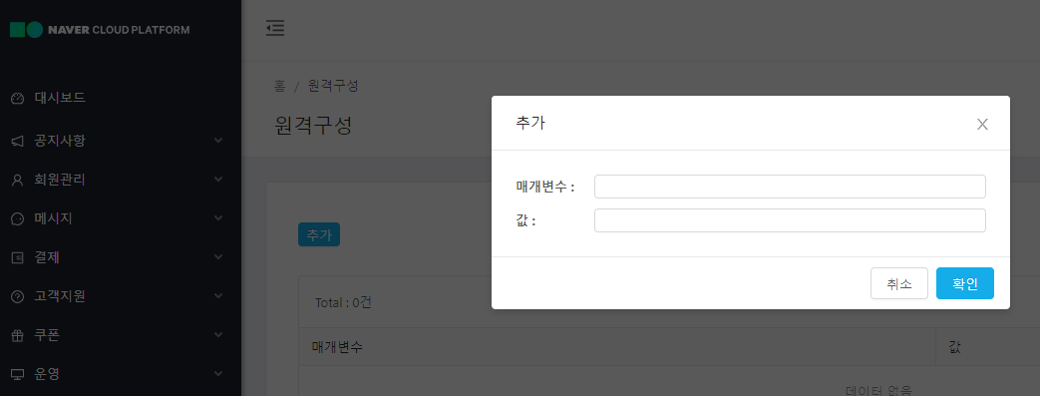 NAVER CLOUD PLATFORM
대시보드
공지사항
회원관리
메시지
결제
고객지원
쿠폰
운영
홈 / 원격구성
원격구성
추가
Total : 0건
매개변수 값
데이터 없음
추가
X
매개변수 :
값 :
취소 확인